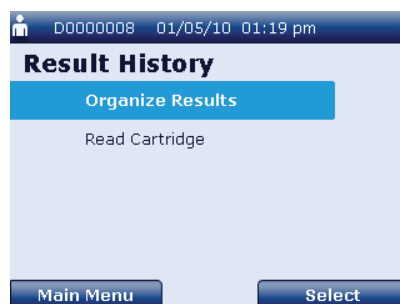 D0000008 01/05/10 01:19 pm
Result History
Organize Results
Read Cartridge
Main Menu Select